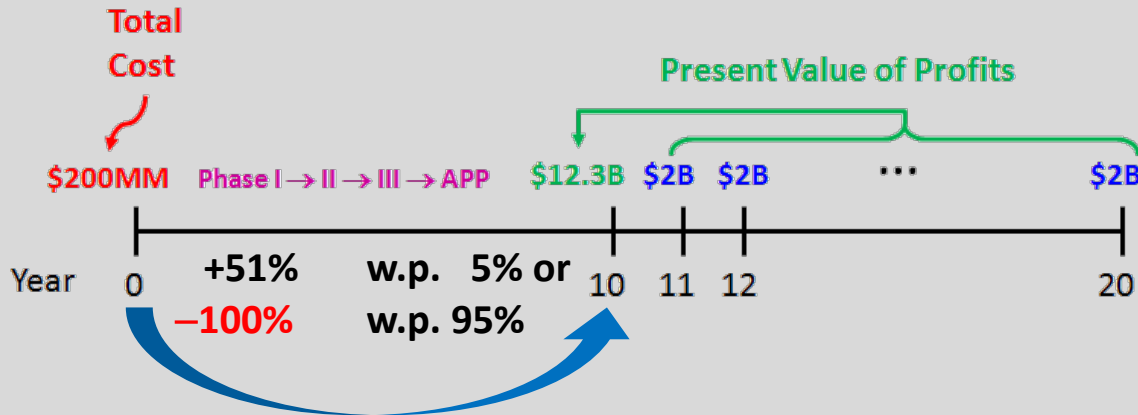 Total
Cost
Present Value of Profits
$200MM Phase I → II → III → APP $12.3B $2B $2B ... $2B
Year 0 10 11 12 20
+51% w.p. 5% or
−100% w.p. 95%